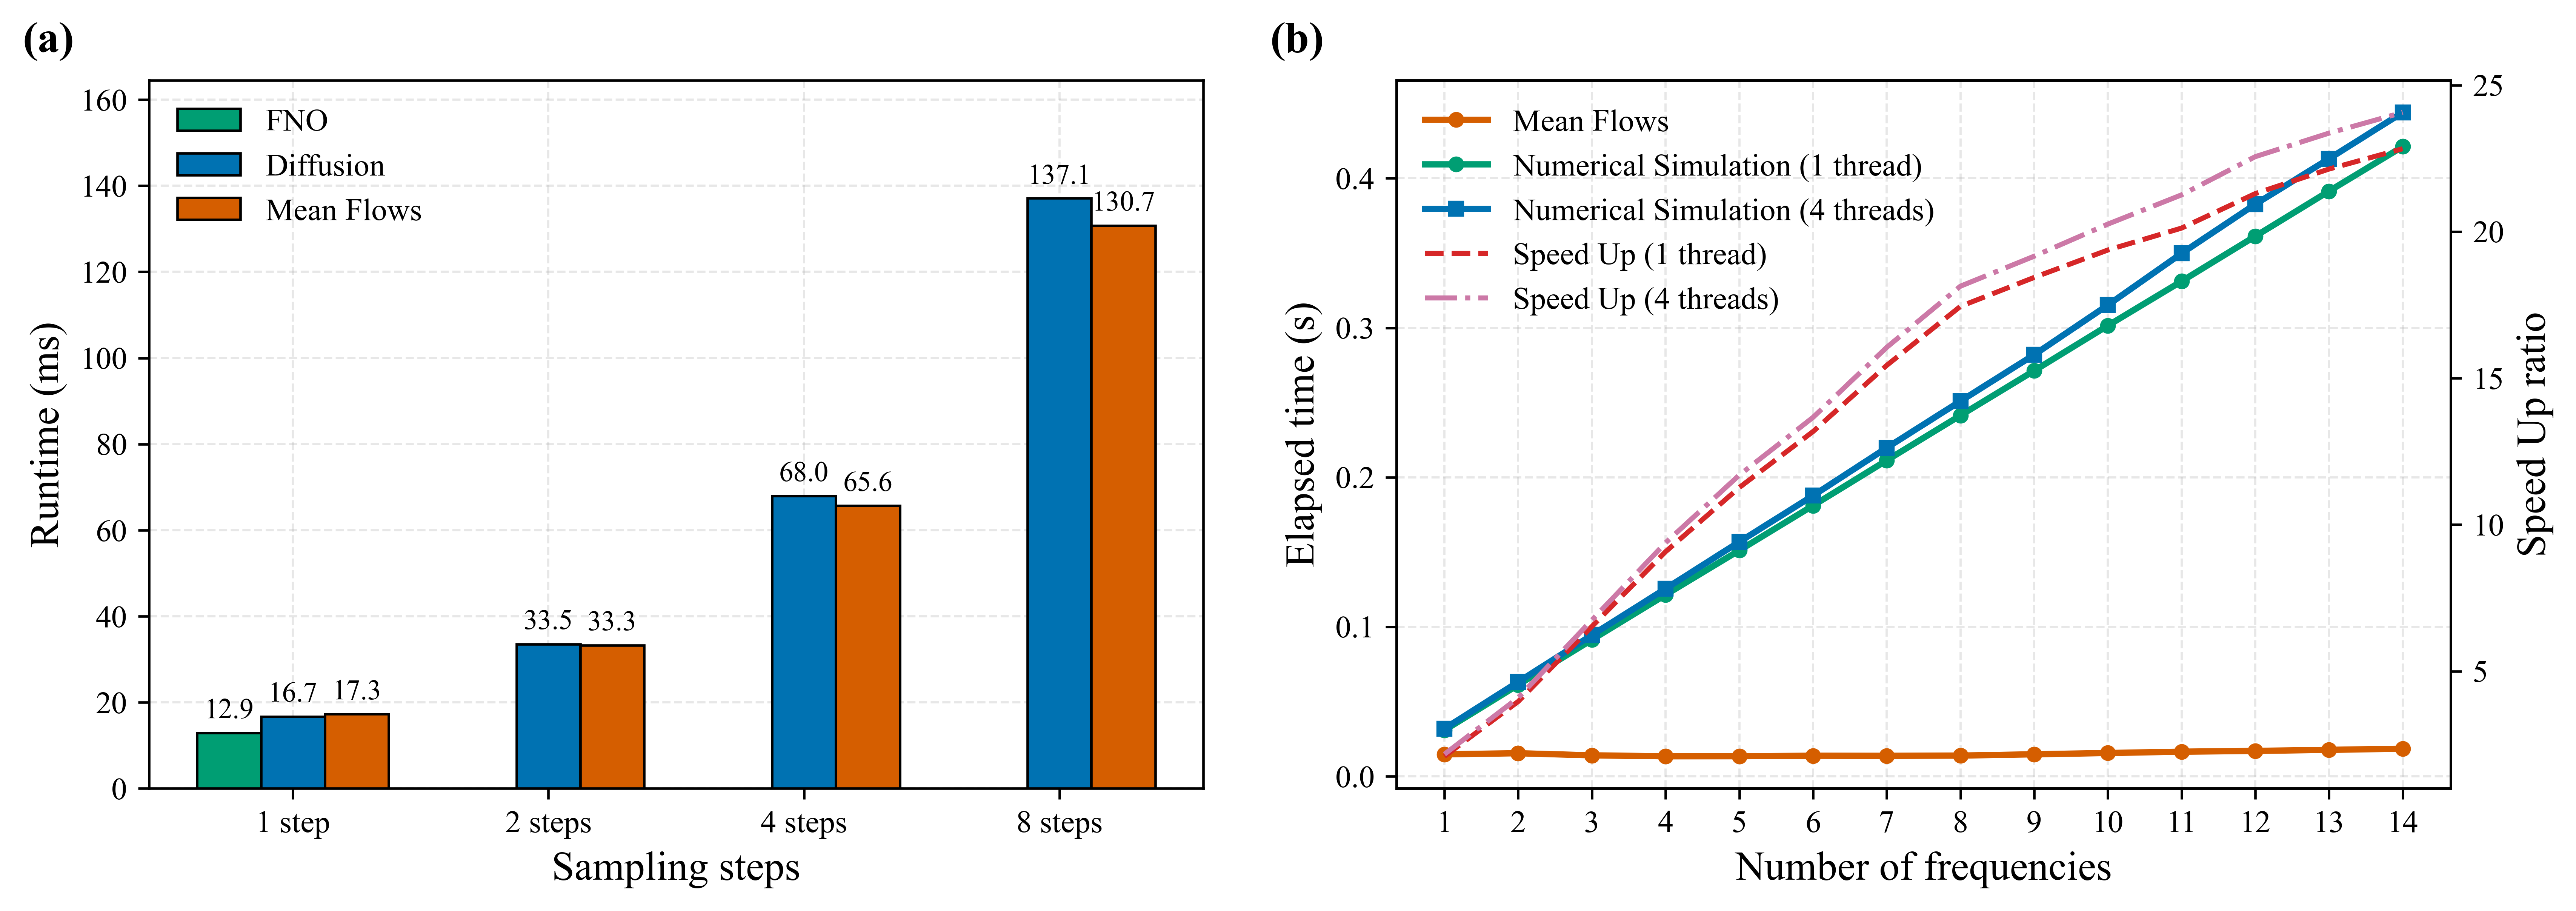 (a)
160
140
120
100
80
60
40
20
0
Runtime (ms)
FNO
Diffusion
Mean Flows
12.9
16.7
17.3
33.5
33.3
68.0
65.6
137.1
130.7
1 step
2 steps
4 steps
8 steps
Sampling steps
(b)
0.4
0.3
0.2
0.1
0.0
Elapsed time (s)
Mean Flows
Numerical Simulation (1 thread)
Numerical Simulation (4 threads)
Speed Up (1 thread)
Speed Up (4 threads)
25
20
15
10
5
Speed Up ratio
1 2 3 4 5 6 7 8 9 10 11 12 13 14
Number of frequencies